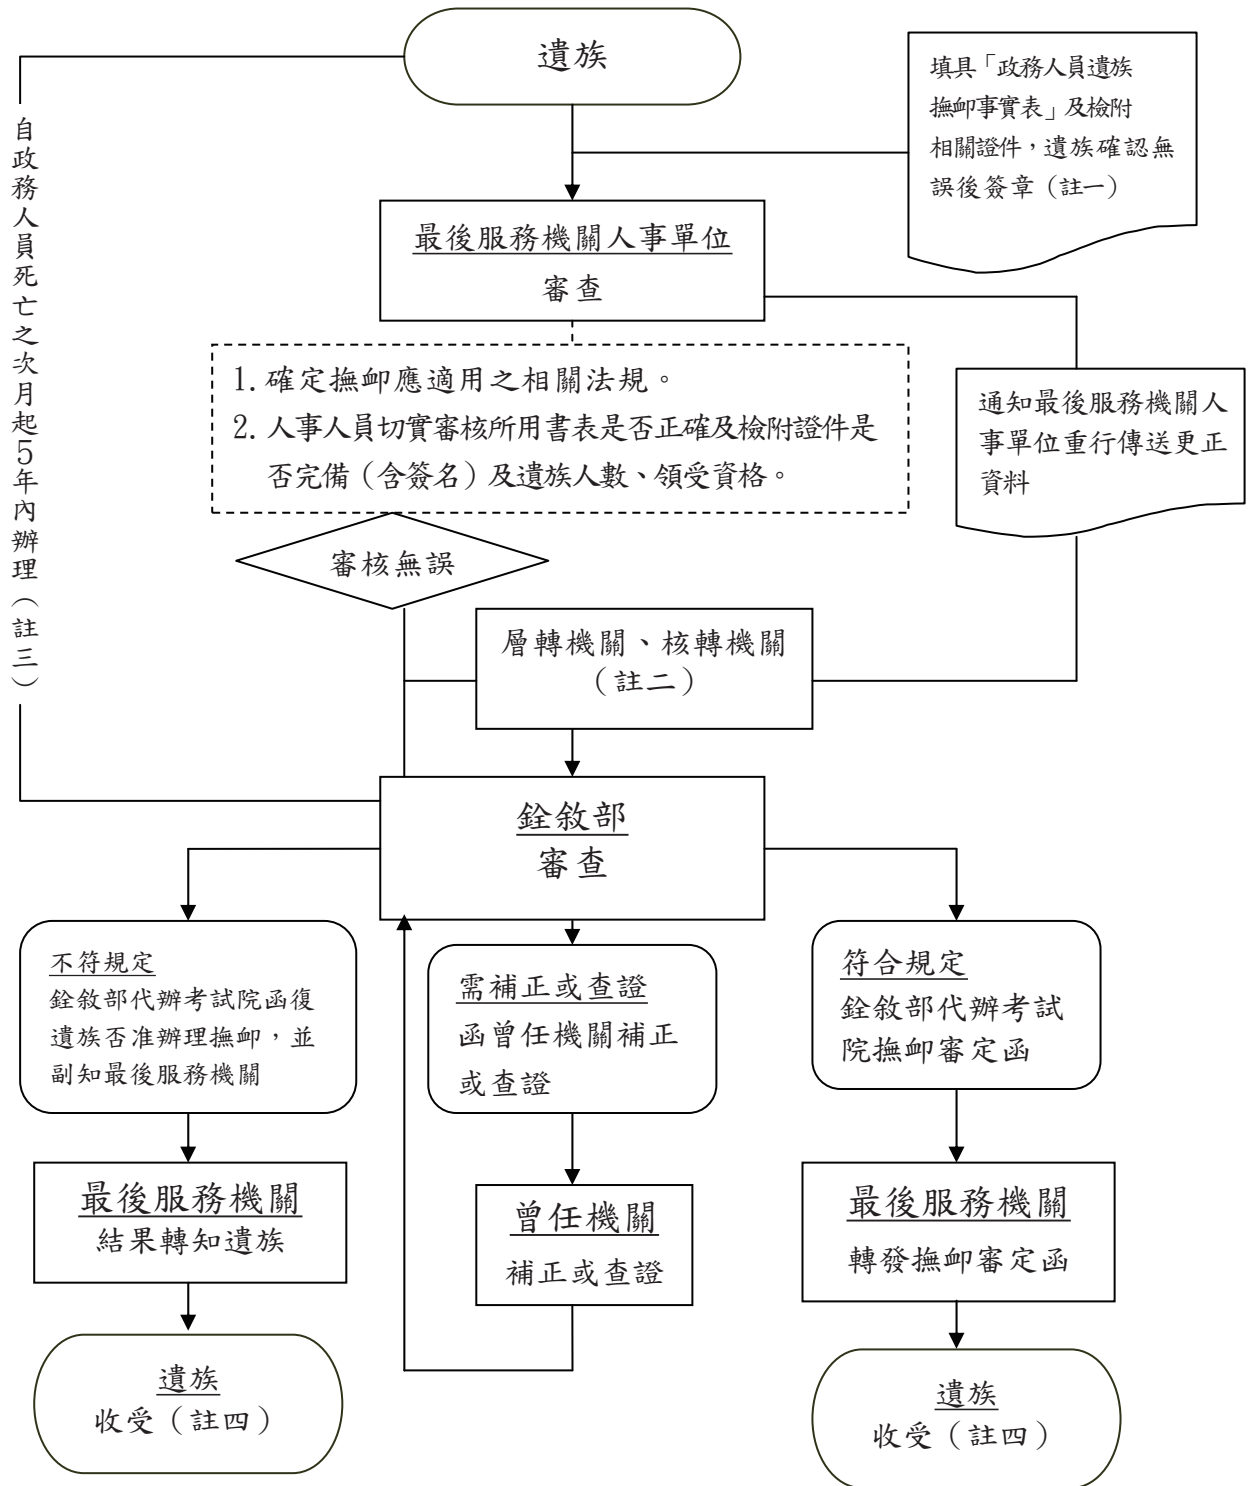 遺族
填具「政務人員遺族
撫卹事實表」及檢附
相關證件，遺族確認無
誤後簽章（註一）
自政務人員死亡之次月起5年內辦理（註三）
最後服務機關人事單位
審查
1. 確定撫卹應適用之相關法規。
2. 人事人員切實審核所用書表是否正確及檢附證件是
否完備（含簽名）及遺族人數、領受資格。
通知最後服務機關人
事單位重行傳送更正
資料
審核無誤
層轉機關、核轉機關
（註二）
銓敘部
審查
不符規定
銓敘部代辦考試院函復
遺族否准辦理撫卹，並
副知最後服務機關
需補正或查證
函曾任機關補正
或查證
符合規定
銓敘部代辦考試
院撫卹審定函
最後服務機關
結果轉知遺族
曾任機關
補正或查證
最後服務機關
轉發撫卹審定函
遺族
收受（註四）
遺族
收受（註四）